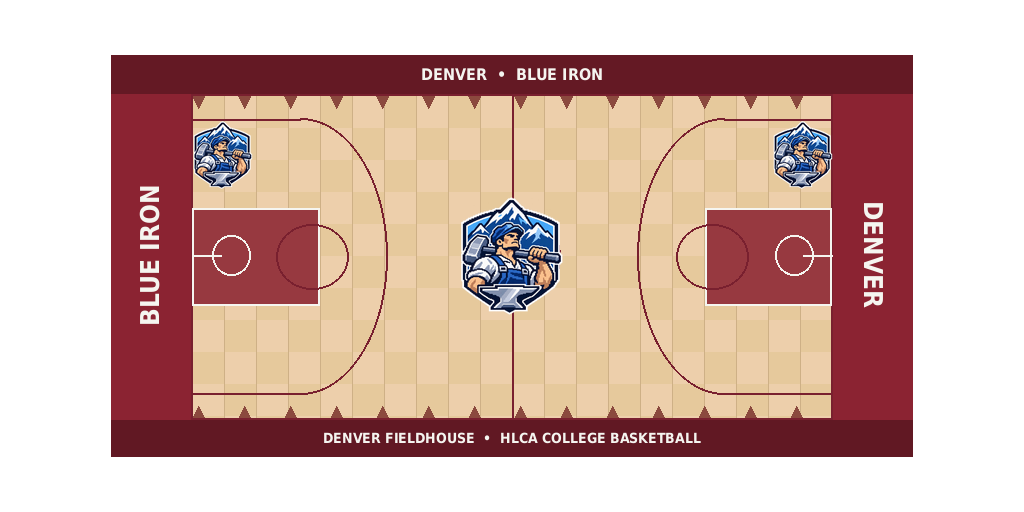 DENVER • BLUE IRON
BLUE IRON
DENVER
DENVER FIELDHOUSE • HLCA COLLEGE BASKETBALL